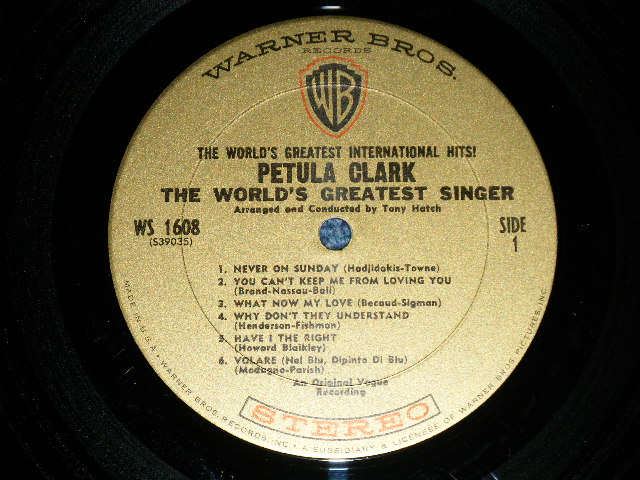 WARNER BROS.
RECORDS
WB
THE WORLD'S GREATEST INTERNATIONAL HITS!
PETULA CLARK
THE WORLD'S GREATEST SINGER
Arranged and Conducted by Tony Hatch
WS 1608
(S39035)
SIDE
1
1. NEVER ON SUNDAY (Hadjidakis-Towne)
2. YOU CAN'T KEEP ME FROM LOVING YOU
(Brand-Nassau-Ball)
3. WHAT NOW MY LOVE (Becaud-Sigman)
4. WHY DON'T THEY UNDERSTAND
(Henderson-Fishman)
5. HAVE I THE RIGHT
(Howard Blaikley)
6. VOLARE (Nel Blu, Dipinto Di Blu)
(Modugno-Parish)
An Original Vogue
Recording
STEREO
MADE IN U.S.A. • WARNER BROS. RECORDS, INC. • A SUBSIDIARY & LICENSEE OF WARNER BROS. PICTURES, INC.